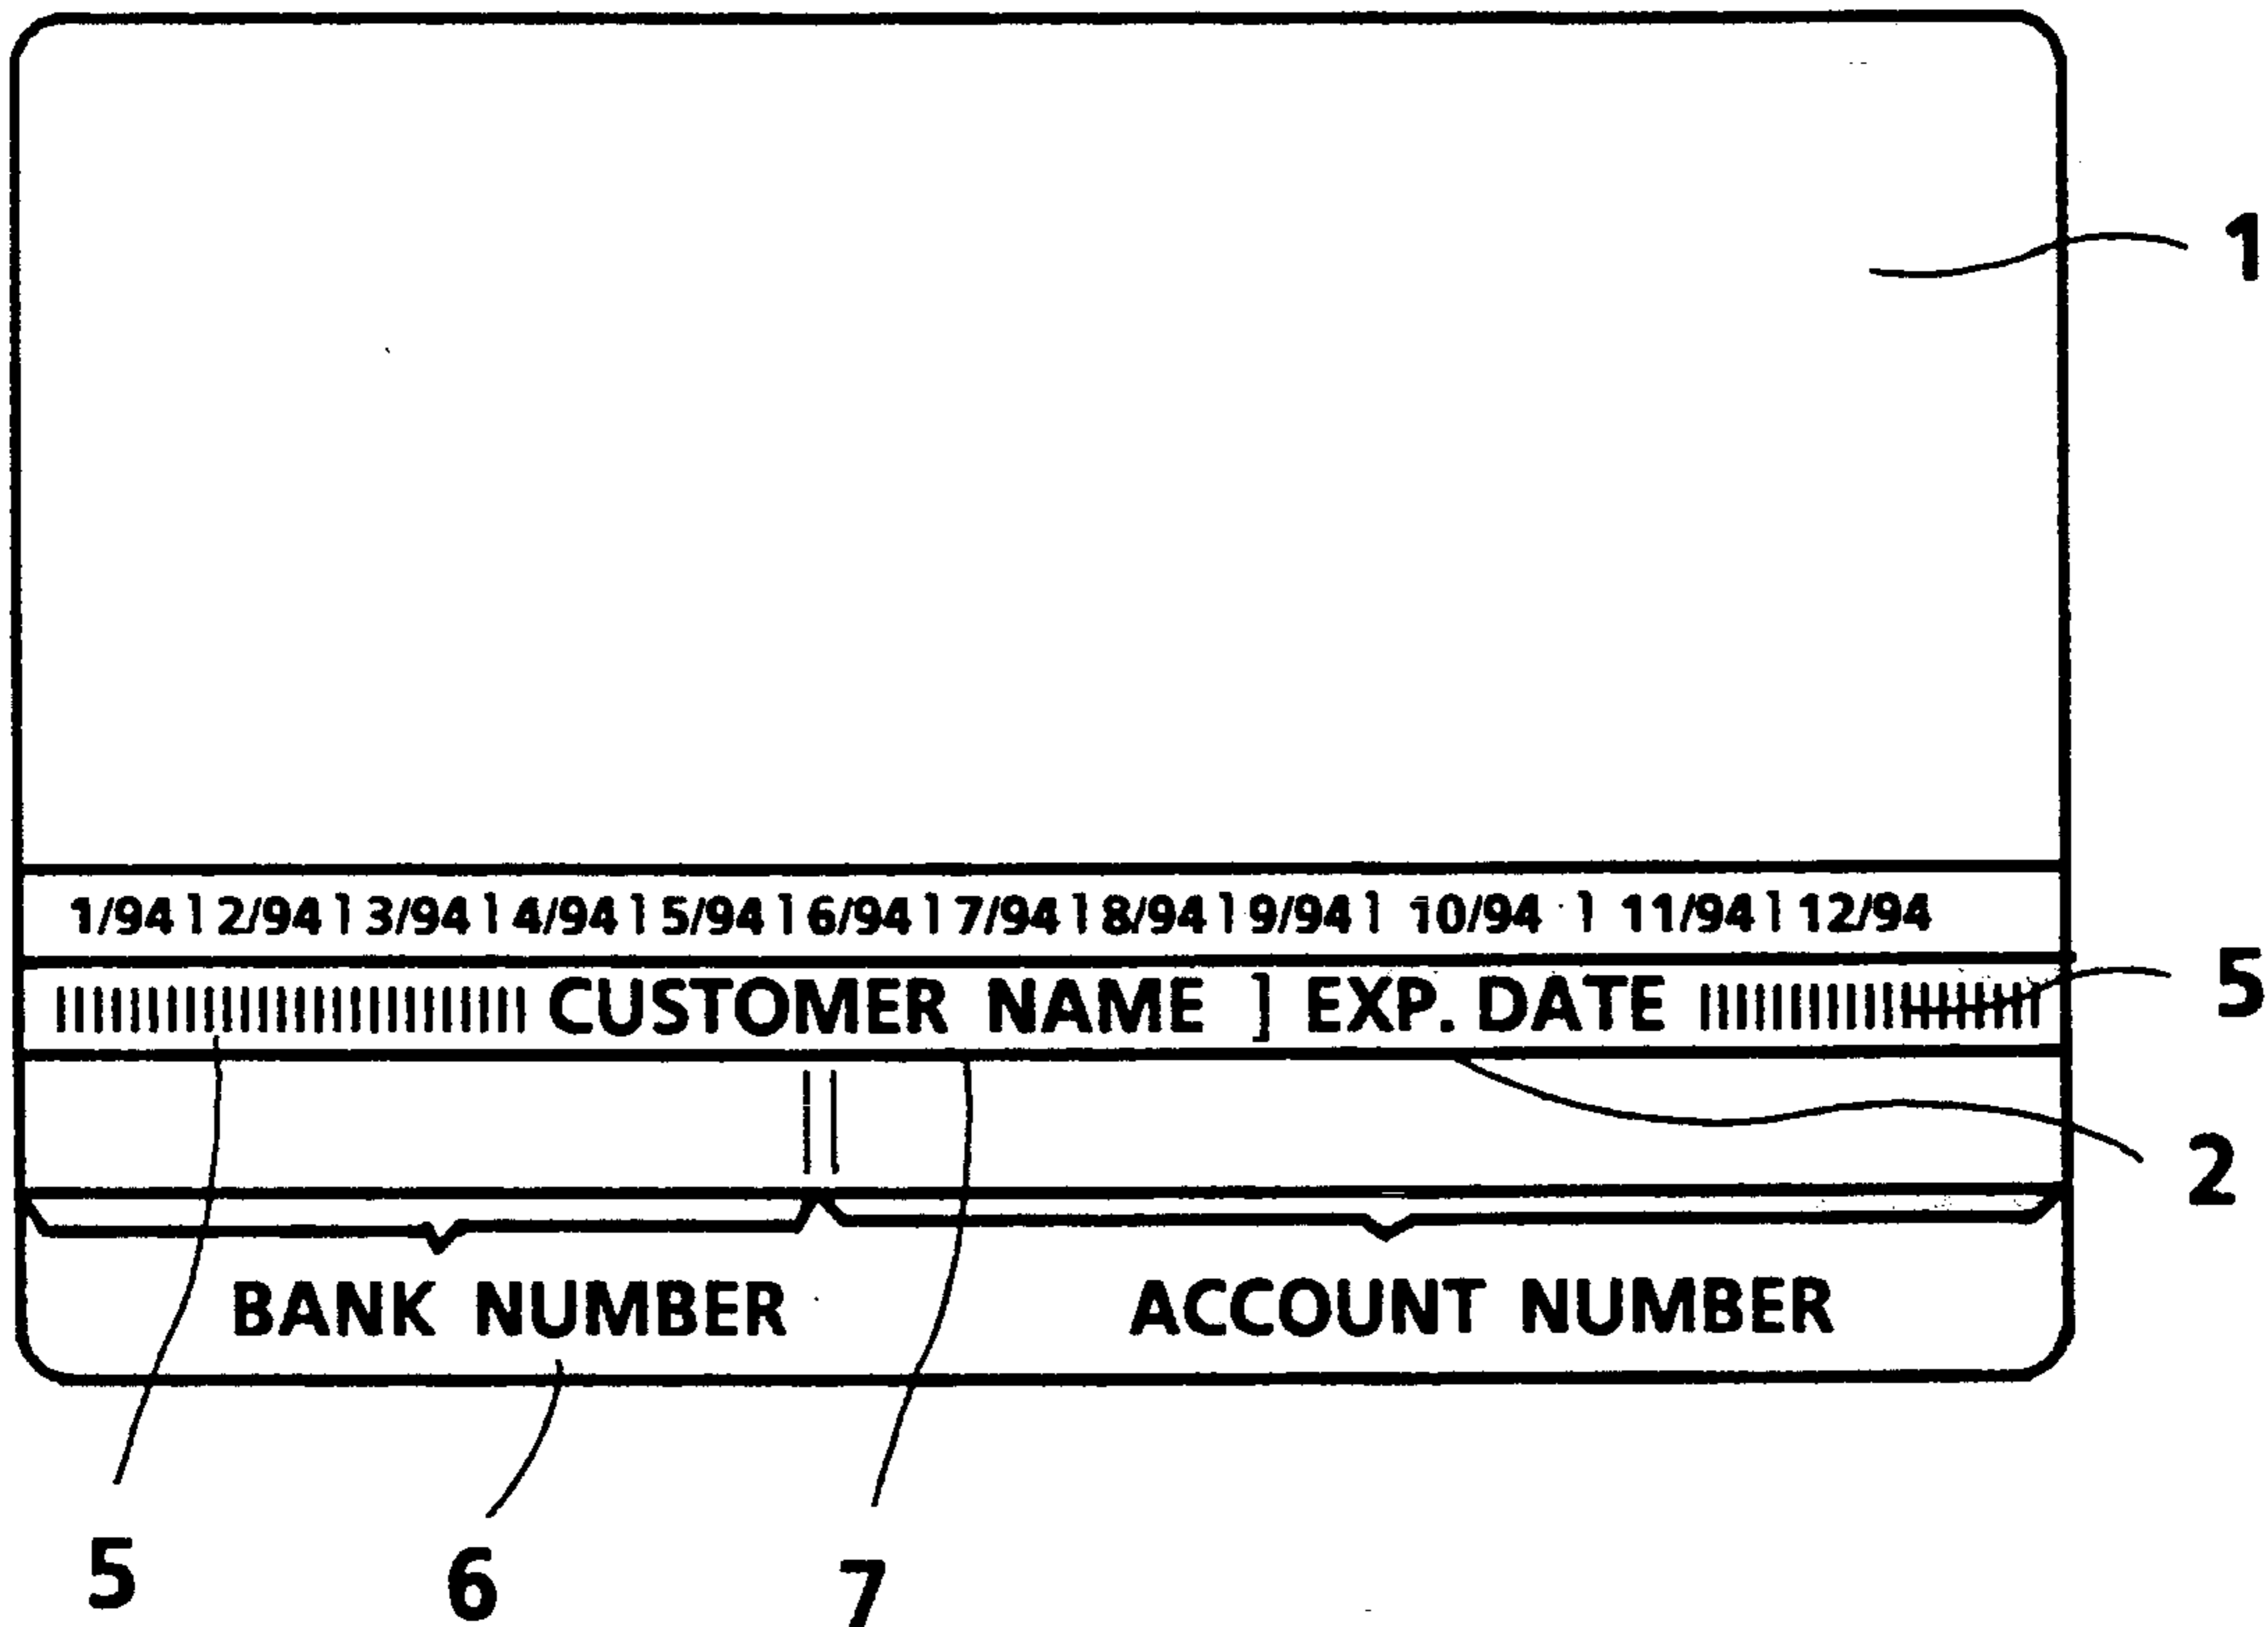 1
1/94 | 2/94 | 3/94 | 4/94 | 5/94 | 6/94 | 7/94 | 8/94 | 9/94 | 10/94 | 11/94 | 12/94
CUSTOMER NAME ] EXP. DATE 5
2
BANK NUMBER ACCOUNT NUMBER
5 6 7